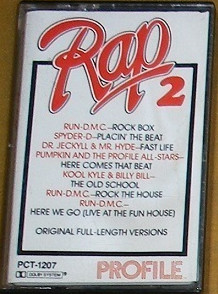 Rap 2
RUN-D.M.C.—ROCK BOX
SPYDER-D—PLACIN' THE BEAT
DR. JECKYLL & MR. HYDE—FAST LIFE
PUMPKIN AND THE PROFILE ALL-STARS—
HERE COMES THAT BEAT
KOOL KYLE & BILLY BILL—
THE OLD SCHOOL
RUN-D.M.C.—ROCK THE HOUSE
RUN-D.M.C.—
HERE WE GO (LIVE AT THE FUN HOUSE)
ORIGINAL FULL-LENGTH VERSIONS
PCT-1207
DOLBY SYSTEM
PROFILE